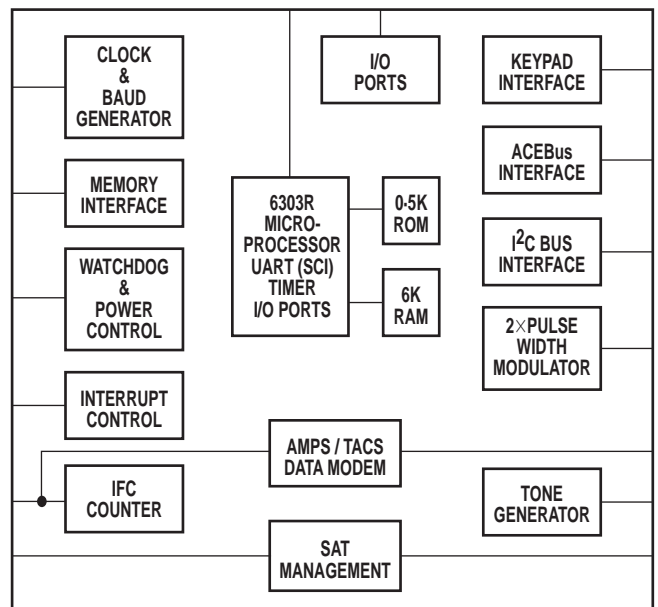 CLOCK
&
BAUD
GENERATOR
I/O
PORTS
KEYPAD
INTERFACE
MEMORY
INTERFACE
6303R
MICRO-
PROCESSOR
UART (SCI)
TIMER
I/O PORTS
0·5K
ROM
ACEBus
INTERFACE
WATCHDOG
&
POWER
CONTROL
6K
RAM
I²C BUS
INTERFACE
2×PULSE
WIDTH
MODULATOR
INTERRUPT
CONTROL
AMPS / TACS
DATA MODEM
IFC
COUNTER
TONE
GENERATOR
SAT
MANAGEMENT